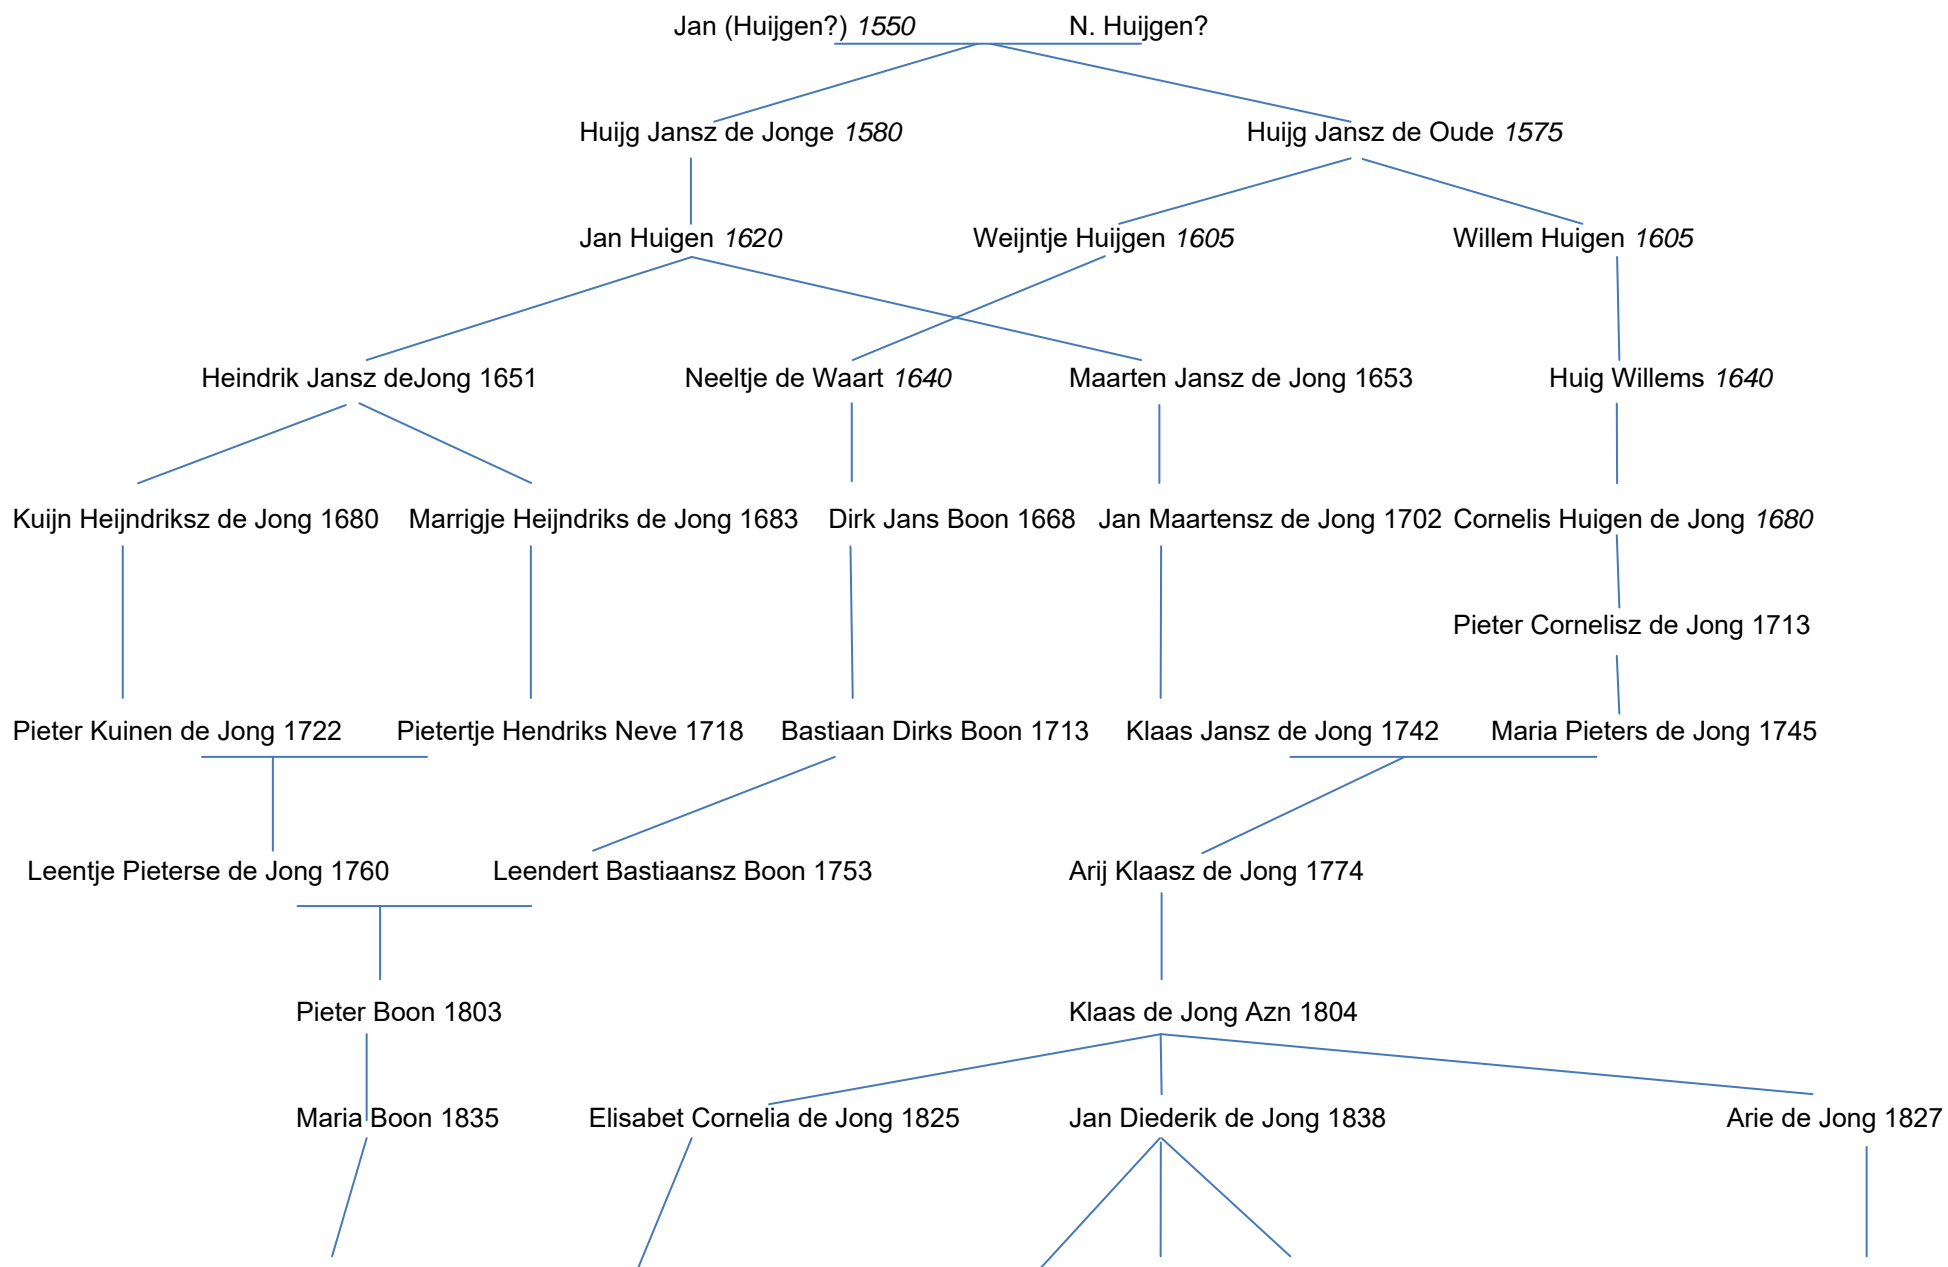 Jan (Huijgen?) 1550 N. Huijgen?
Huijg Jansz de Jonge 1580 Huijg Jansz de Oude 1575
Jan Huigen 1620 Weijntje Huijgen 1605 Willem Huigen 1605
Heindrik Jansz deJong 1651 Neeltje de Waart 1640 Maarten Jansz de Jong 1653 Huig Willems 1640
Kuijn Heijndriksz de Jong 1680 Marrigje Heijndriks de Jong 1683 Dirk Jans Boon 1668 Jan Maartensz de Jong 1702 Cornelis Huigen de Jong 1680
Pieter Cornelisz de Jong 1713
Pieter Kuinen de Jong 1722 Pietertje Hendriks Neve 1718 Bastiaan Dirks Boon 1713 Klaas Jansz de Jong 1742 Maria Pieters de Jong 1745
Leentje Pieterse de Jong 1760 Leendert Bastiaansz Boon 1753 Arij Klaasz de Jong 1774
Pieter Boon 1803 Klaas de Jong Azn 1804
Maria Boon 1835 Elisabet Cornelia de Jong 1825 Jan Diederik de Jong 1838 Arie de Jong 1827